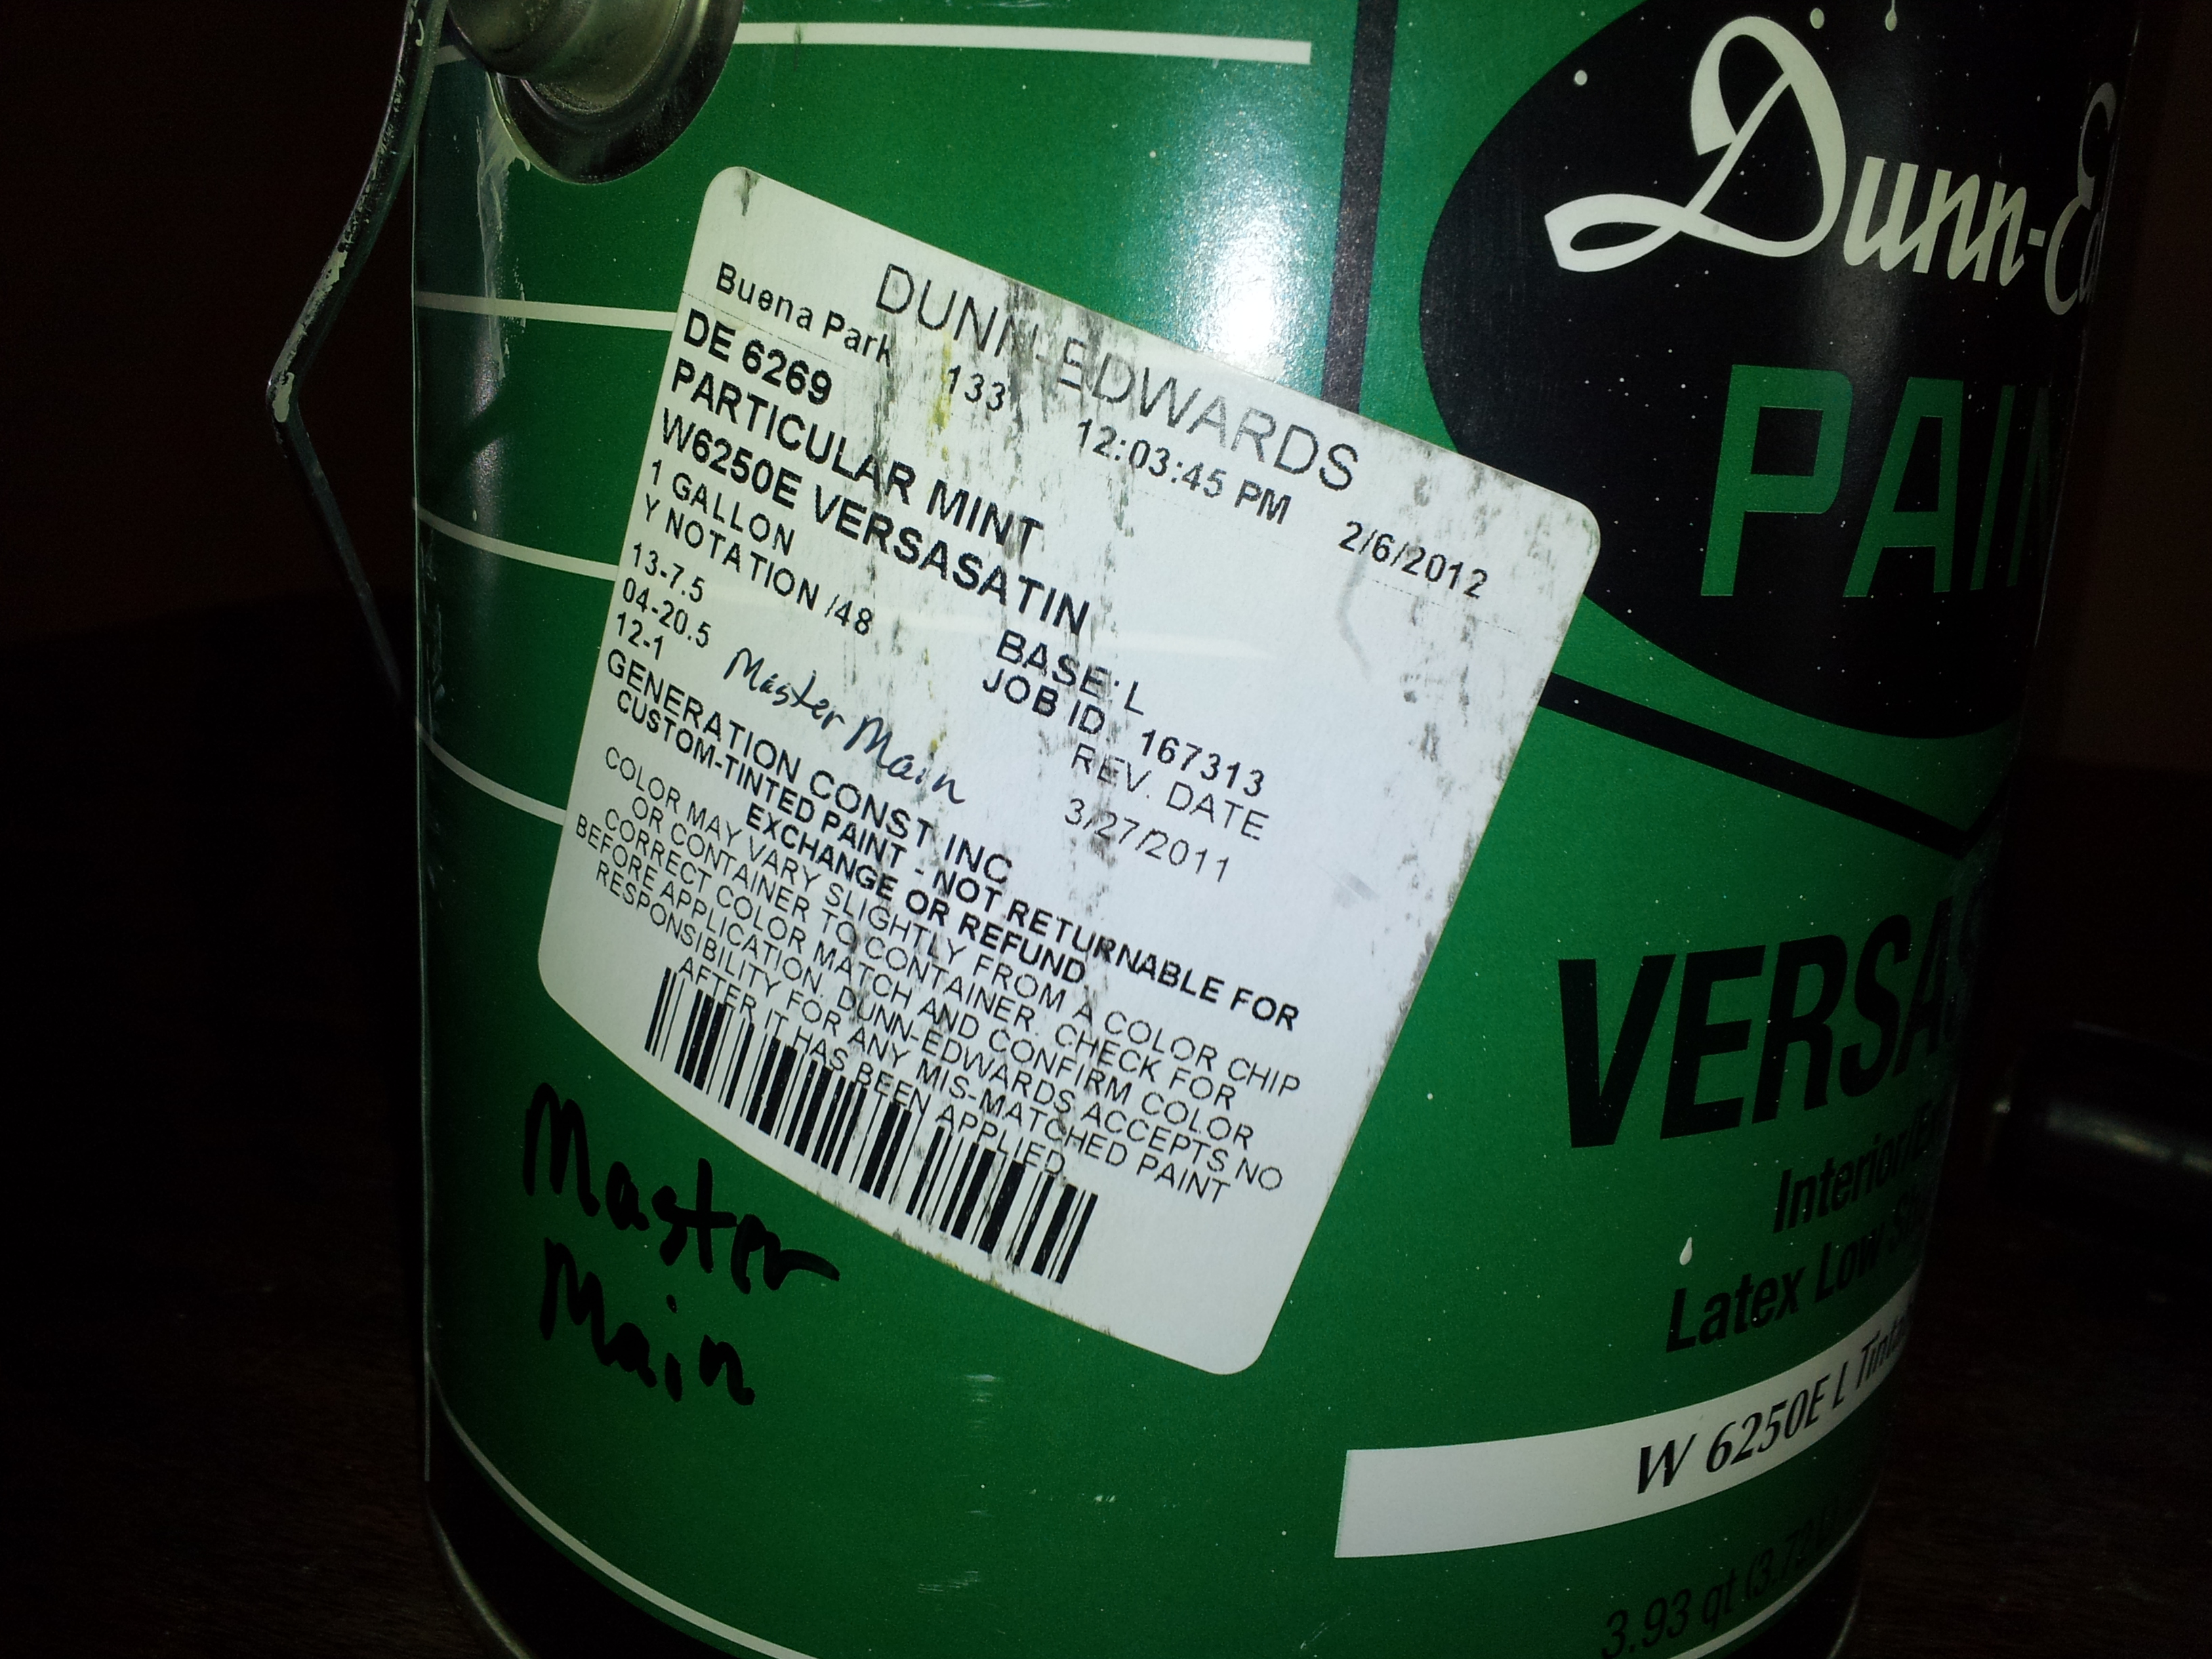 DUNN-EDWARDS
Buena Park 133 12:03:45 PM 2/6/2012
DE 6269
PARTICULAR MINT
W6250E VERSASATIN
1 GALLON BASE: L
Y NOTATION /48 JOB ID 167313
13-7.5 REV. DATE
04-20.5 3/27/2011
12-1
Master Main
GENERATION CONST INC
CUSTOM-TINTED PAINT - NOT RETURNABLE FOR
EXCHANGE OR REFUND
COLOR MAY VARY SLIGHTLY FROM A COLOR CHIP
OR CONTAINER TO CONTAINER. CHECK FOR
CORRECT COLOR MATCH AND CONFIRM COLOR
BEFORE APPLICATION. DUNN-EDWARDS ACCEPTS NO
RESPONSIBILITY FOR ANY MIS-MATCHED PAINT
AFTER IT HAS BEEN APPLIED.
Master
Main
Dunn-
PAIN
VERSA
Interior
Latex Low
W 6250E L
3.93 qt